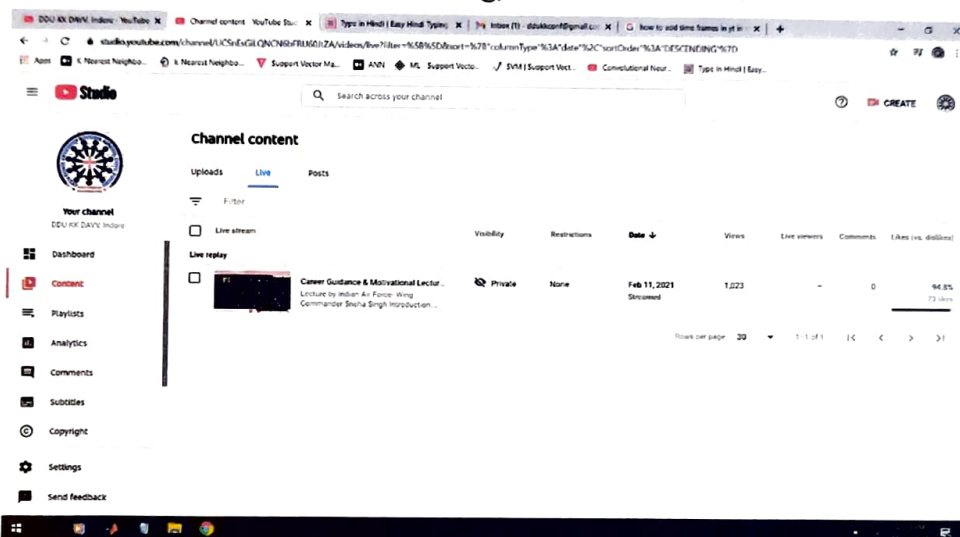 DDU KK DAVV, Indore - YouTube
Channel content - YouTube Stu
Type in Hindi | Easy Hindi Typing
Inbox (1) - ddukkconf@gmail.co
how to add time frames in yt in
Apps K Nearest Neighbo... k Nearest Neighbo... Support Vector Ma... ANN ML Support Vecto... SVM | Support Vect... Convolutional Neur... Type in Hindi | Easy...
Studio
Search across your channel
CREATE
Channel content
Uploads Live Posts
Filter
Your channel
DDU KK DAVV, Indore
Live stream Visibility Restrictions Date ↓ Views Live viewers Comments Likes (vs. dislikes)
Live replay
Career Guidance & Motivational Lectur...
Lecture by Indian Air Force: Wing
Commander Sneha Singh Introduction...
Private None Feb 11, 2021 1,023 – 0 94.8%
Streamed 73 likes
Rows per page 30 1-1 of 1
Dashboard
Content
Playlists
Analytics
Comments
Subtitles
Copyright
Settings
Send feedback